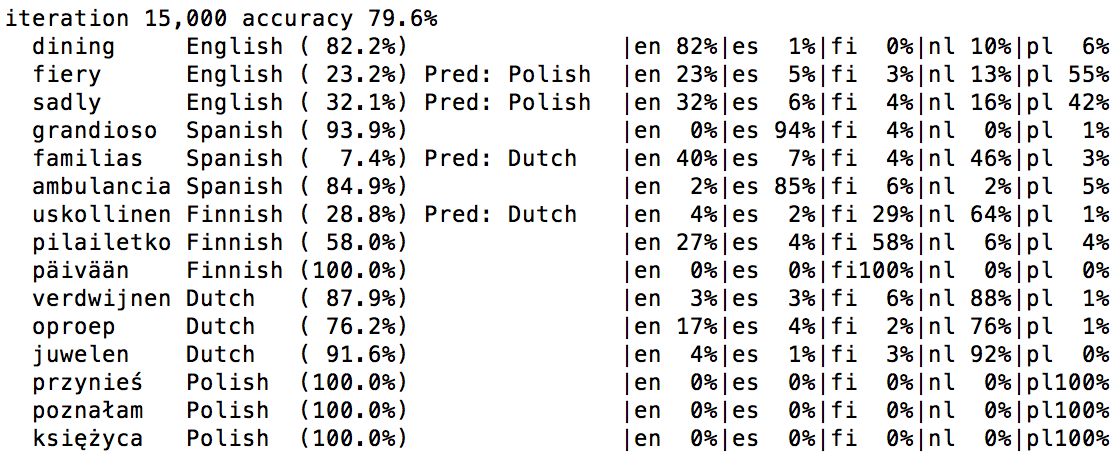 iteration 15,000 accuracy 79.6%
  dining     English ( 82.2%)                |en 82%|es  1%|fi  0%|nl 10%|pl  6%
  fiery      English ( 23.2%) Pred: Polish  |en 23%|es  5%|fi  3%|nl 13%|pl 55%
  sadly      English ( 32.1%) Pred: Polish  |en 32%|es  6%|fi  4%|nl 16%|pl 42%
  grandioso  Spanish ( 93.9%)                |en  0%|es 94%|fi  4%|nl  0%|pl  1%
  familias   Spanish (  7.4%) Pred: Dutch   |en 40%|es  7%|fi  4%|nl 46%|pl  3%
  ambulancia Spanish ( 84.9%)                |en  2%|es 85%|fi  6%|nl  2%|pl  5%
  uskollinen Finnish ( 28.8%) Pred: Dutch   |en  4%|es  2%|fi 29%|nl 64%|pl  1%
  pilailetko Finnish ( 58.0%)                |en 27%|es  4%|fi 58%|nl  6%|pl  4%
  päivään    Finnish (100.0%)                |en  0%|es  0%|fi100%|nl  0%|pl  0%
  verdwijnen Dutch   ( 87.9%)                |en  3%|es  3%|fi  6%|nl 88%|pl  1%
  oproep     Dutch   ( 76.2%)                |en 17%|es  4%|fi  2%|nl 76%|pl  1%
  juwelen    Dutch   ( 91.6%)                |en  4%|es  1%|fi  3%|nl 92%|pl  0%
  przynieś   Polish  (100.0%)                |en  0%|es  0%|fi  0%|nl  0%|pl100%
  poznałam   Polish  (100.0%)                |en  0%|es  0%|fi  0%|nl  0%|pl100%
  księżyca   Polish  (100.0%)                |en  0%|es  0%|fi  0%|nl  0%|pl100%